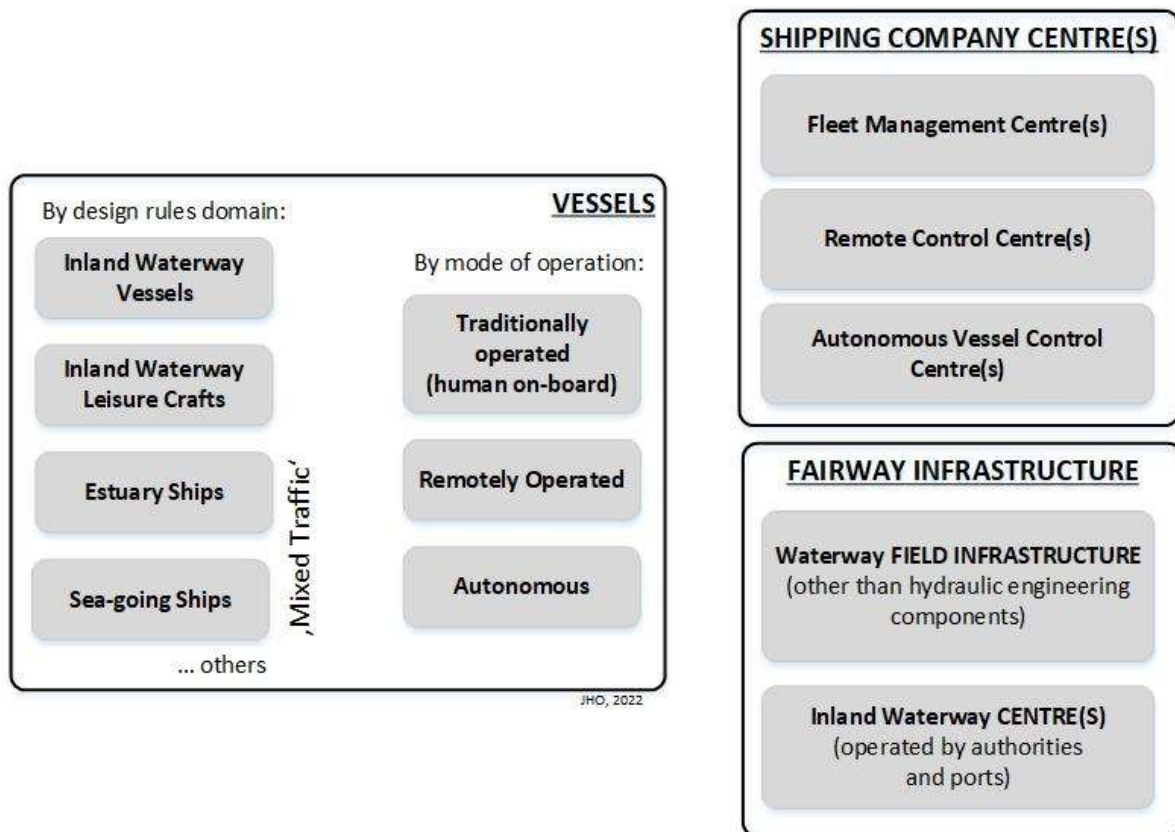 SHIPPING COMPANY CENTRE(S)
Fleet Management Centre(s)
Remote Control Centre(s)
Autonomous Vessel Control
Centre(s)
VESSELS
By design rules domain:
Inland Waterway
Vessels
Inland Waterway
Leisure Crafts
Estuary Ships
Sea-going Ships
... others
‚Mixed Traffic‘
By mode of operation:
Traditionally
operated
(human on-board)
Remotely Operated
Autonomous
JHO, 2022
FAIRWAY INFRASTRUCTURE
Waterway FIELD INFRASTRUCTURE
(other than hydraulic engineering
components)
Inland Waterway CENTRE(S)
(operated by authorities
and ports)